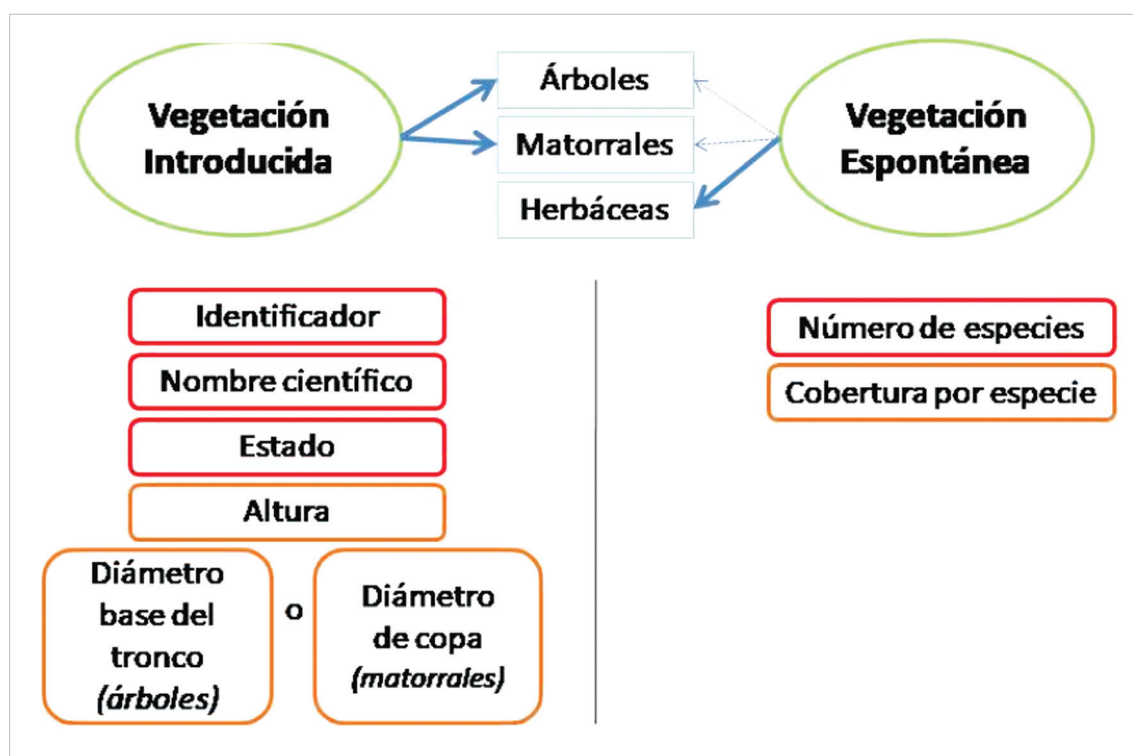 Vegetación
Introducida
Árboles
Matorrales
Herbáceas
Vegetación
Espontánea
Identificador
Nombre científico
Estado
Altura
Diámetro
base del
tronco
(árboles)
o
Diámetro
de copa
(matorrales)
Número de especies
Cobertura por especie